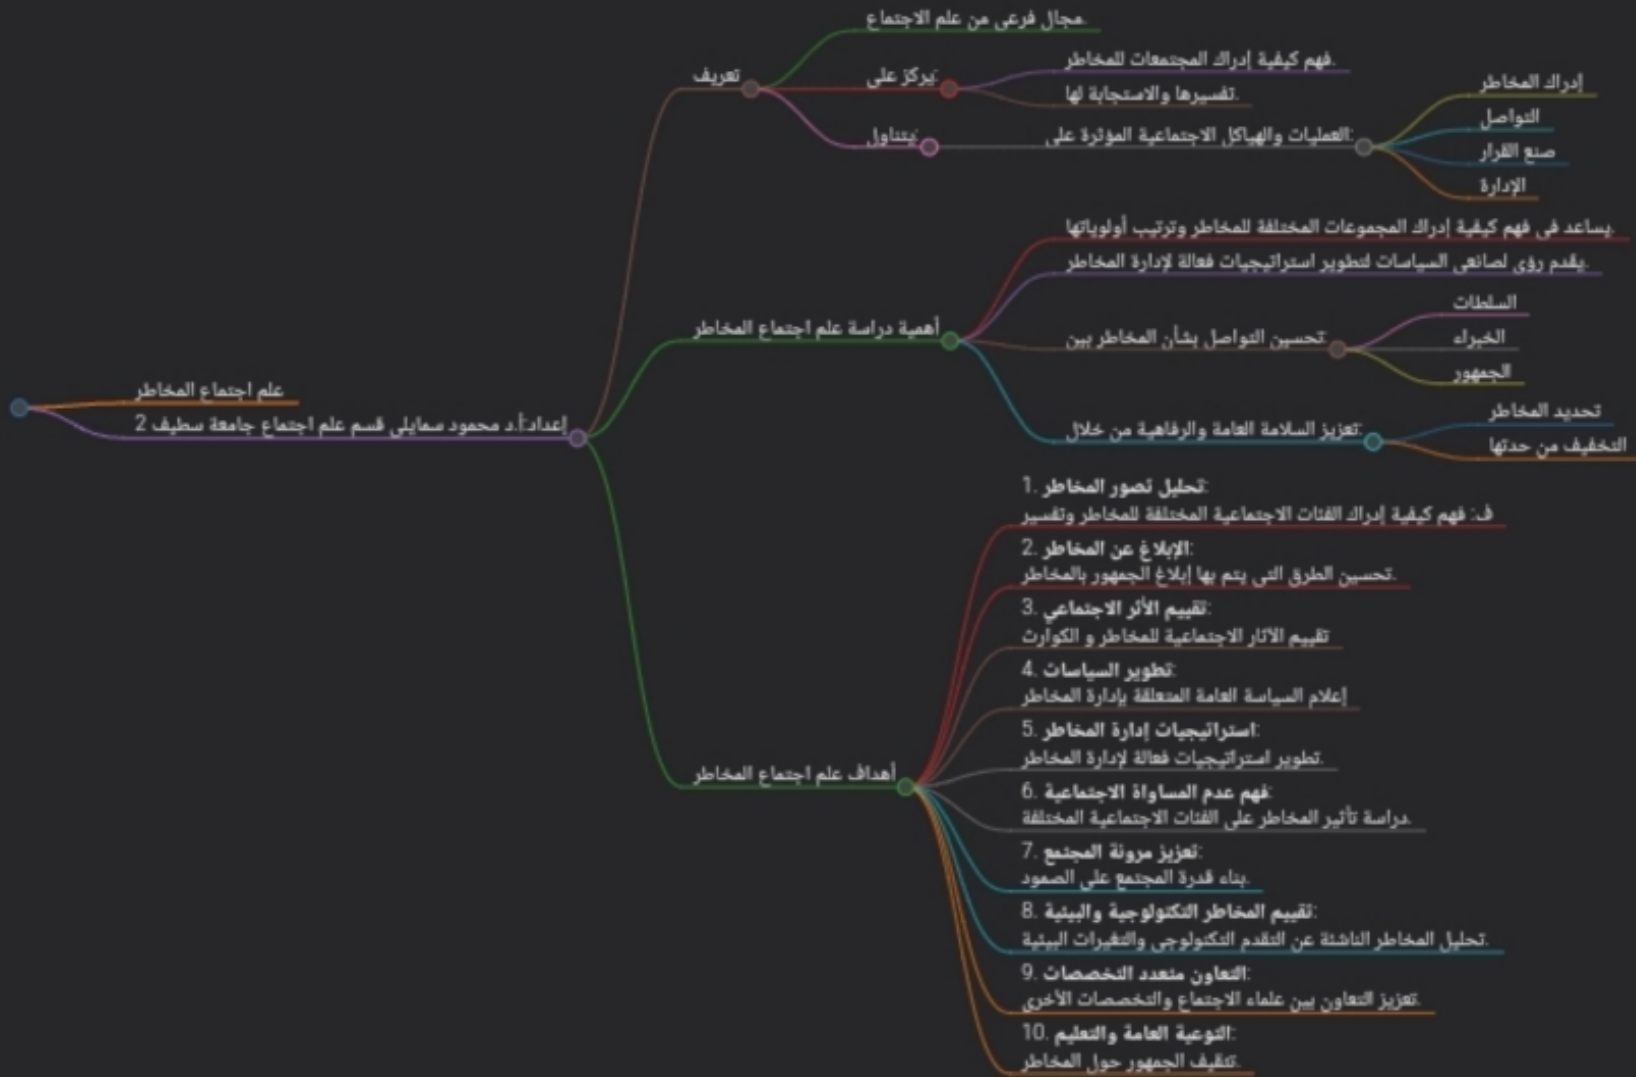 علم اجتماع المخاطر
إعداد:أ.د محمود سمايلي قسم علم اجتماع جامعة سطيف 2
تعريف
مجال فرعي من علم الاجتماع.
يركز على:
فهم كيفية إدراك المجتمعات للمخاطر.
تفسيرها والاستجابة لها.
يتناول:
العمليات والهياكل الاجتماعية المؤثرة على:
إدراك المخاطر
التواصل
صنع القرار
الإدارة
أهمية دراسة علم اجتماع المخاطر
يساعد في فهم كيفية إدراك المجموعات المختلفة للمخاطر وترتيب أولوياتها.
يقدم رؤى لصانعي السياسات لتطوير استراتيجيات فعالة لإدارة المخاطر.
تحسين التواصل بشأن المخاطر بين:
السلطات
الخبراء
الجمهور
تعزيز السلامة العامة والرفاهية من خلال:
تحديد المخاطر
التخفيف من حدتها
أهداف علم اجتماع المخاطر
1. تحليل تصور المخاطر:
ف: فهم كيفية إدراك الفئات الاجتماعية المختلفة للمخاطر وتفسير
2. الإبلاغ عن المخاطر:
تحسين الطرق التي يتم بها إبلاغ الجمهور بالمخاطر.
3. تقييم الأثر الاجتماعي:
تقييم الآثار الاجتماعية للمخاطر و الكوارث
4. تطوير السياسات:
إعلام السياسة العامة المتعلقة بإدارة المخاطر
5. استراتيجيات إدارة المخاطر:
تطوير استراتيجيات فعالة لإدارة المخاطر.
6. فهم عدم المساواة الاجتماعية:
دراسة تأثير المخاطر على الفئات الاجتماعية المختلفة.
7. تعزيز مرونة المجتمع:
بناء قدرة المجتمع على الصمود.
8. تقييم المخاطر التكنولوجية والبيئية:
تحليل المخاطر الناشئة عن التقدم التكنولوجي والتغيرات البيئية.
9. التعاون متعدد التخصصات:
تعزيز التعاون بين علماء الاجتماع والتخصصات الأخرى.
10. التوعية العامة والتعليم:
تثقيف الجمهور حول المخاطر.